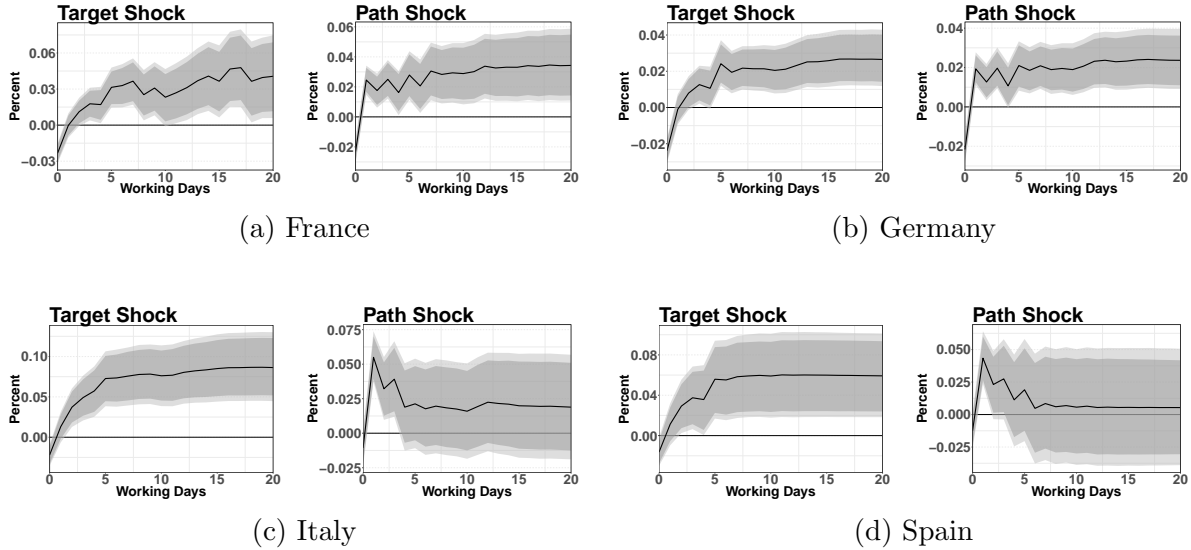 Target Shock
Percent
0.06
0.03
0.00
−0.03
0 5 10 15 20
Working Days
Path Shock
Percent
0.06
0.04
0.02
0.00
−0.02
0 5 10 15 20
Working Days
(a) France
Target Shock
Percent
0.04
0.02
0.00
−0.02
0 5 10 15 20
Working Days
Path Shock
Percent
0.04
0.02
0.00
−0.02
0 5 10 15 20
Working Days
(b) Germany
Target Shock
Percent
0.10
0.05
0.00
0 5 10 15 20
Working Days
Path Shock
Percent
0.075
0.050
0.025
0.000
−0.025
0 5 10 15 20
Working Days
(c) Italy
Target Shock
Percent
0.08
0.04
0.00
0 5 10 15 20
Working Days
Path Shock
Percent
0.050
0.025
0.000
−0.025
0 5 10 15 20
Working Days
(d) Spain